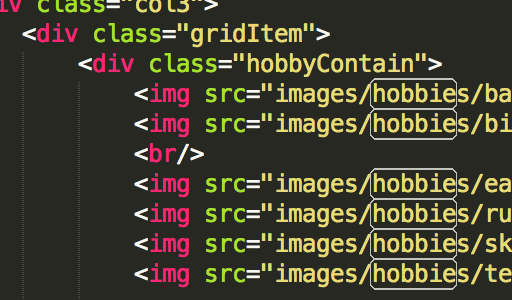 div class="col3">
<div class="gridItem">
<div class="hobbyContain">
<img src="images/hobbies/ba
<img src="images/hobbies/bi
<br/>
<img src="images/hobbies/ea
<img src="images/hobbies/ru
<img src="images/hobbies/sk
<img src="images/hobbies/te